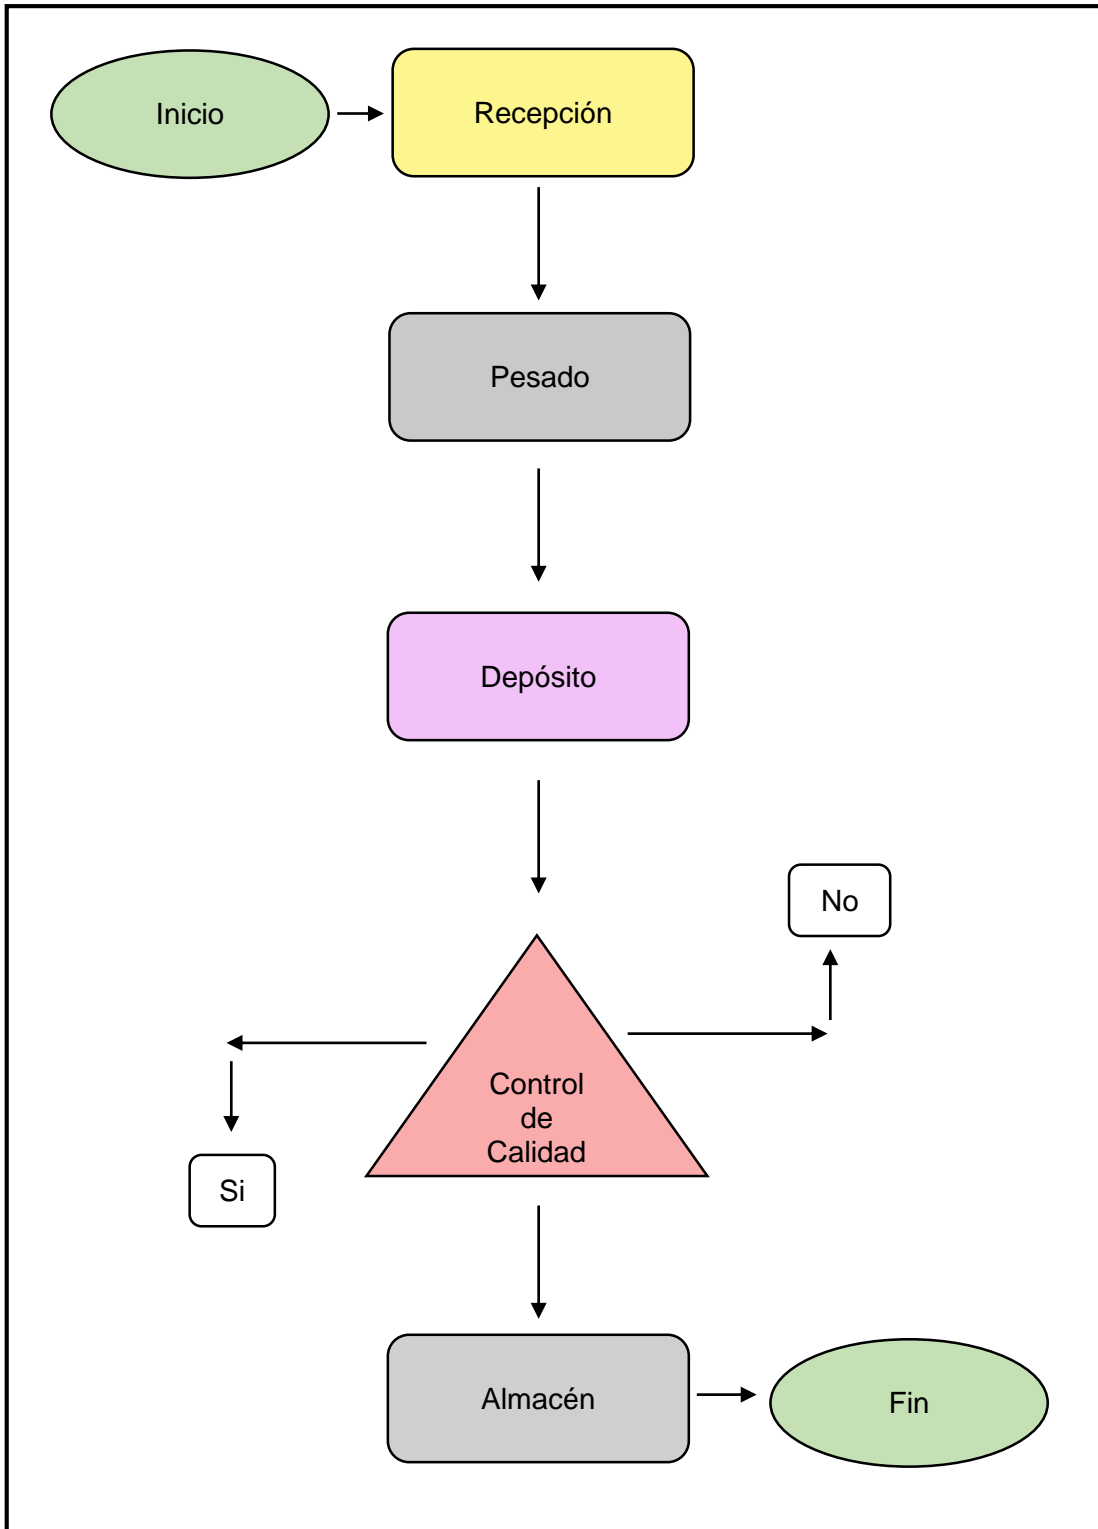 Inicio
Recepción
Pesado
Depósito
No
Control
de
Calidad
Si
Almacén
Fin